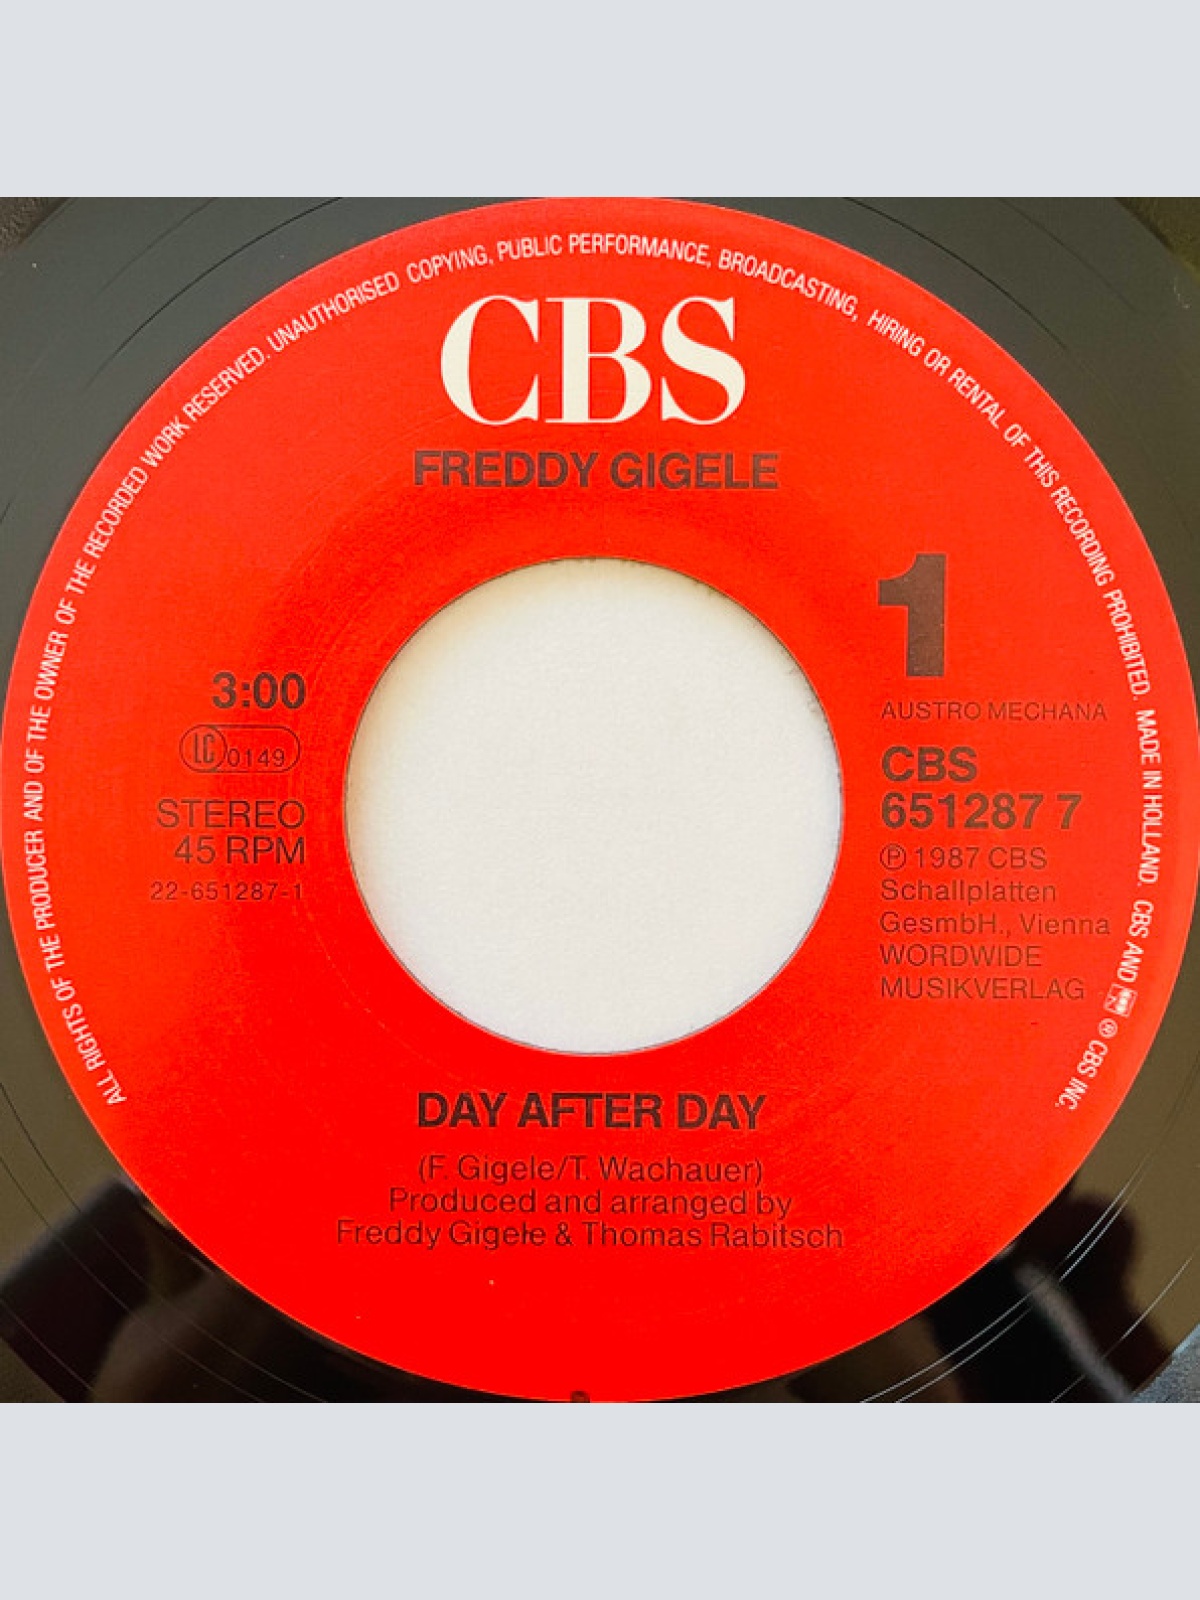 ALL RIGHTS OF THE PRODUCER AND OF THE OWNER OF THE RECORDED WORK RESERVED. UNAUTHORISED COPYING, PUBLIC PERFORMANCE, BROADCASTING, HIRING OR RENTAL OF THIS RECORDING PROHIBITED. MADE IN HOLLAND. CBS AND ® CBS INC.
CBS
FREDDY GIGELE
1
AUSTRO MECHANA
CBS
651287 7
℗ 1987 CBS
Schallplatten
GesmbH., Vienna
WORDWIDE
MUSIKVERLAG
3:00
LC 0149
STEREO
45 RPM
22-651287-1
DAY AFTER DAY
(F. Gigele/T. Wachauer)
Produced and arranged by
Freddy Gigele & Thomas Rabitsch